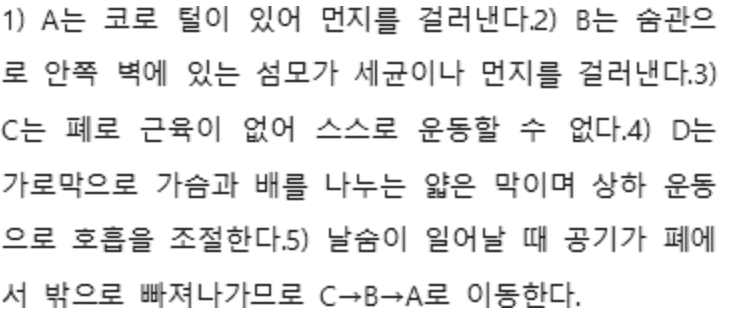 1) A는 코로 털이 있어 먼지를 걸러낸다.2) B는 숨관으
로 안쪽 벽에 있는 섬모가 세균이나 먼지를 걸러낸다.3)
C는 폐로 근육이 없어 스스로 운동할 수 없다.4) D는
가로막으로 가슴과 배를 나누는 얇은 막이며 상하 운동
으로 호흡을 조절한다.5) 날숨이 일어날 때 공기가 폐에
서 밖으로 빠져나가므로 C→B→A로 이동한다.